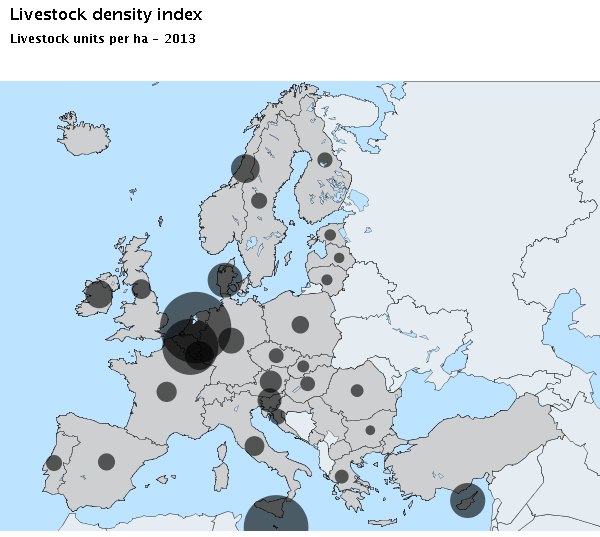 Livestock density index
Livestock units per ha - 2013